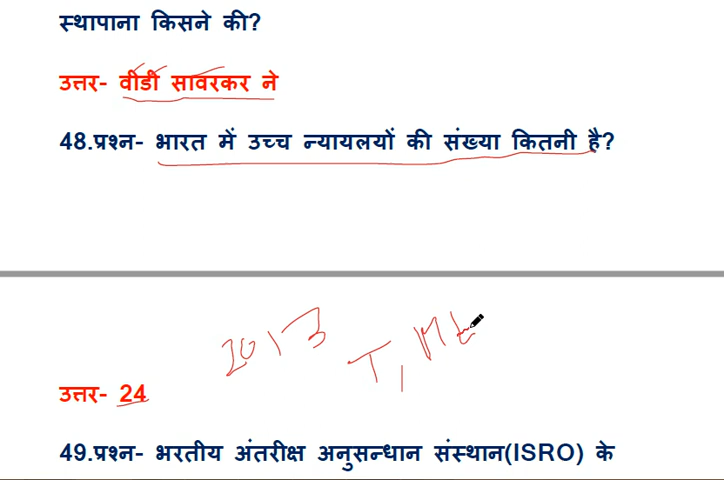 स्थापाना किसने की?
उत्तर- वीडी सावरकर ने
48.प्रश्न- भारत में उच्च न्यायलयों की संख्या कितनी है?
2013
T, ME
उत्तर- 24
49.प्रश्न- भरतीय अंतरीक्ष अनुसन्धान संस्थान(ISRO) के